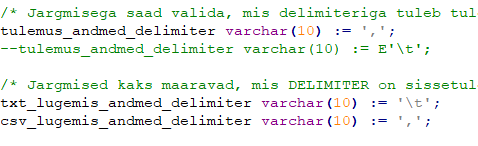 /* Jargmisega saad valida, mis delimiteriga tuleb tul
tulemus_andmed_delimiter varchar(10) := ',';
--tulemus_andmed_delimiter varchar(10) := E'\t';
/* Jargmised kaks maaravad, mis DELIMITER on sissetul
txt_lugemis_andmed_delimiter varchar(10) := '\t';
csv_lugemis_andmed_delimiter varchar(10) := ',';